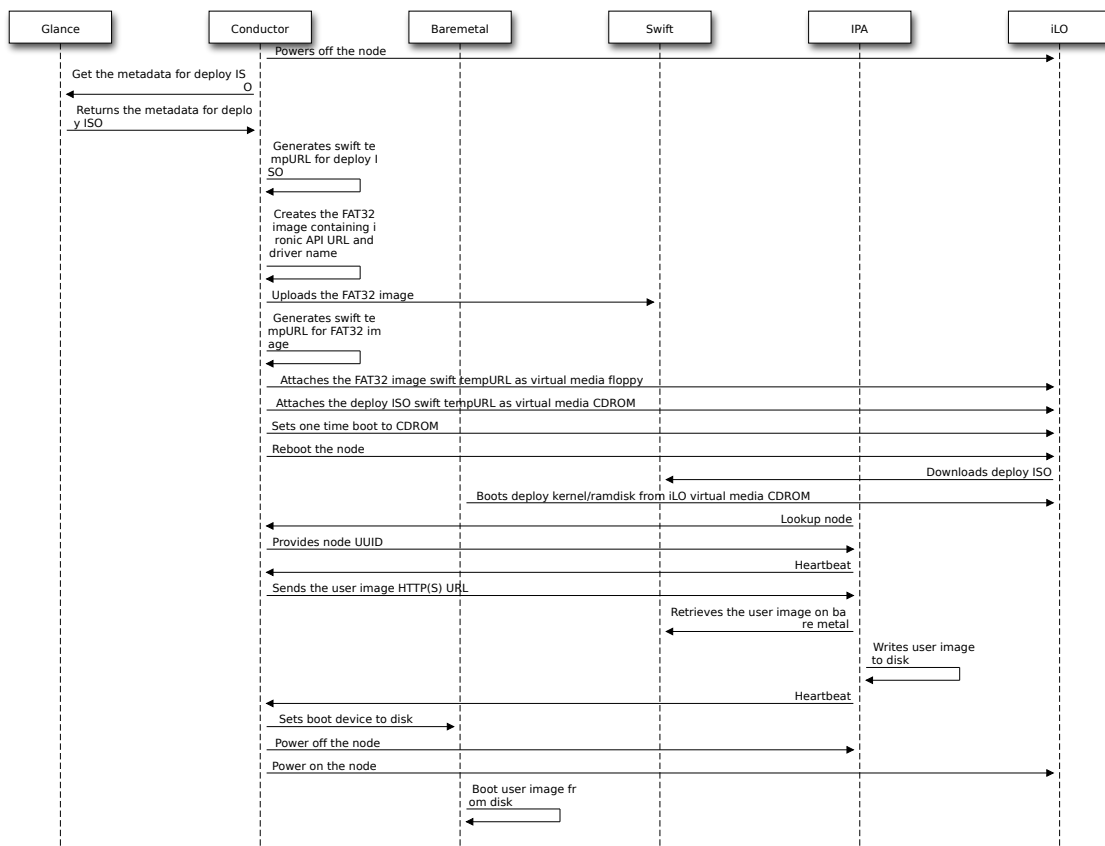 Glance
Conductor
Baremetal
Swift
IPA
iLO
Powers off the node
Get the metadata for deploy IS
O
Returns the metadata for deplo
y ISO
Generates swift te
mpURL for deploy I
SO
Creates the FAT32
image containing i
ronic API URL and
driver name
Uploads the FAT32 image
Generates swift te
mpURL for FAT32 im
age
Attaches the FAT32 image swift tempURL as virtual media floppy
Attaches the deploy ISO swift tempURL as virtual media CDROM
Sets one time boot to CDROM
Reboot the node
Downloads deploy ISO
Boots deploy kernel/ramdisk from iLO virtual media CDROM
Lookup node
Provides node UUID
Heartbeat
Sends the user image HTTP(S) URL
Retrieves the user image on ba
re metal
Writes user image
to disk
Heartbeat
Sets boot device to disk
Power off the node
Power on the node
Boot user image fr
om disk